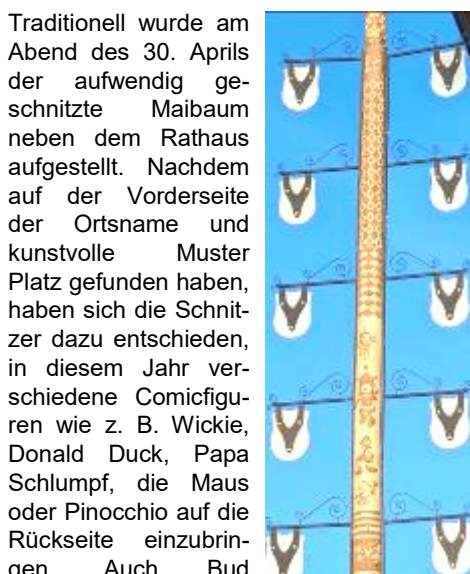 Traditionell wurde am
Abend des 30. Aprils
der aufwendig ge-
schnitzte Maibaum
neben dem Rathaus
aufgestellt. Nachdem
auf der Vorderseite
der Ortsname und
kunstvolle Muster
Platz gefunden haben,
haben sich die Schnit-
zer dazu entschieden,
in diesem Jahr ver-
schiedene Comicfigu-
ren wie z. B. Wickie,
Donald Duck, Papa
Schlumpf, die Maus
oder Pinocchio auf die
Rückseite einzubrin-
gen. Auch Bud